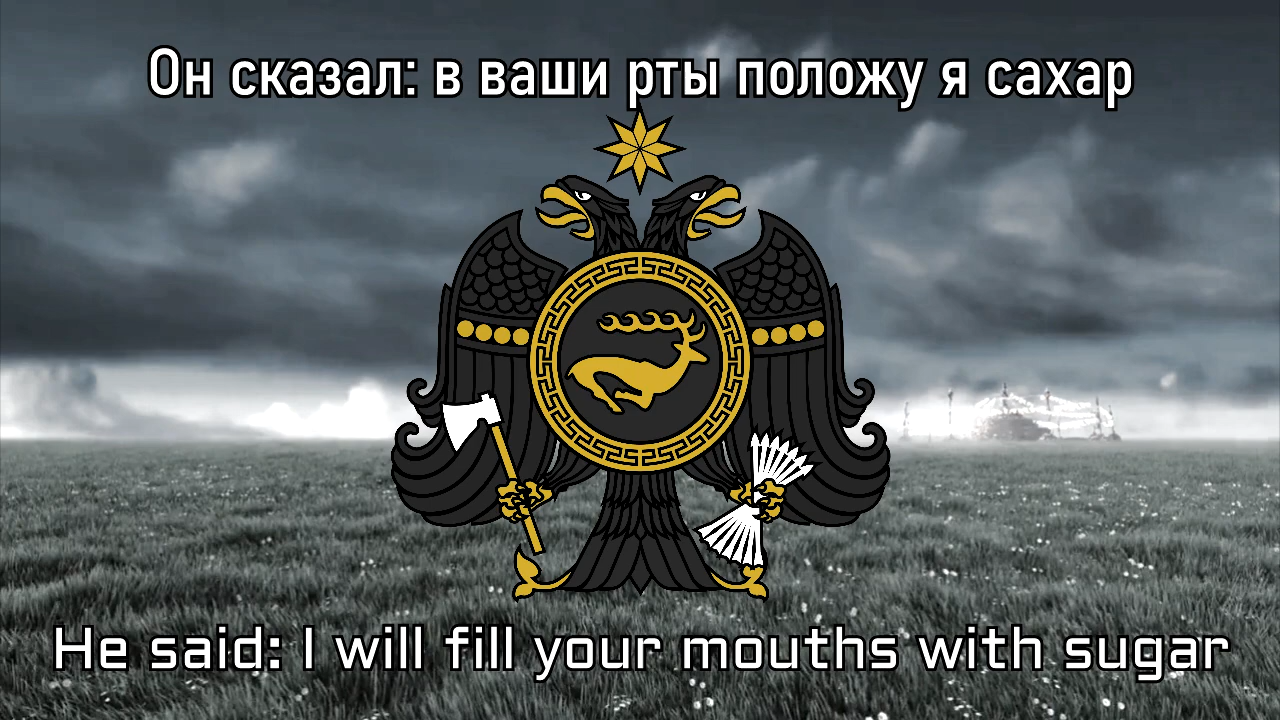 Он сказал: в ваши рты положу я сахар
He said: I will fill your mouths with sugar